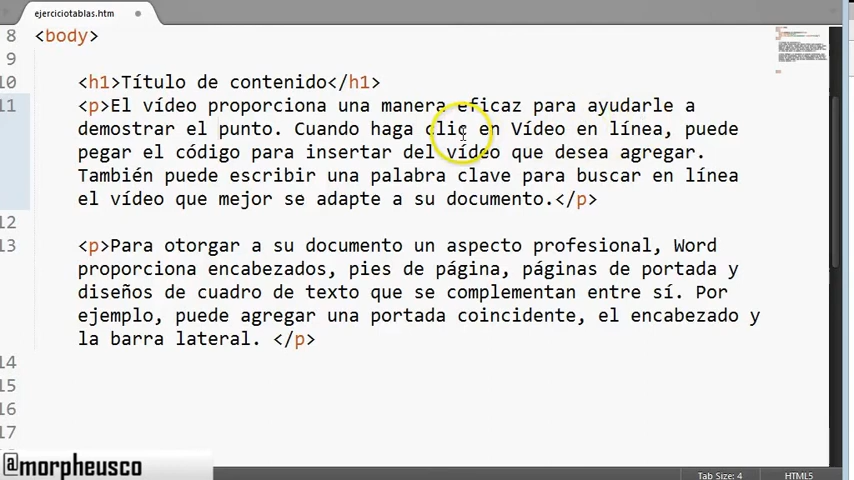 ejerciciotablas.htm
8 <body>
9
10 <h1>Título de contenido</h1>
11 <p>El vídeo proporciona una manera eficaz para ayudarle a
demostrar el punto. Cuando haga clic en Vídeo en línea, puede
pegar el código para insertar del vídeo que desea agregar.
También puede escribir una palabra clave para buscar en línea
el vídeo que mejor se adapte a su documento.</p>
12
13 <p>Para otorgar a su documento un aspecto profesional, Word
proporciona encabezados, pies de página, páginas de portada y
diseños de cuadro de texto que se complementan entre sí. Por
ejemplo, puede agregar una portada coincidente, el encabezado y
la barra lateral. </p>
14
15
16
17
@morpheusco
Tab Size: 4 HTML5